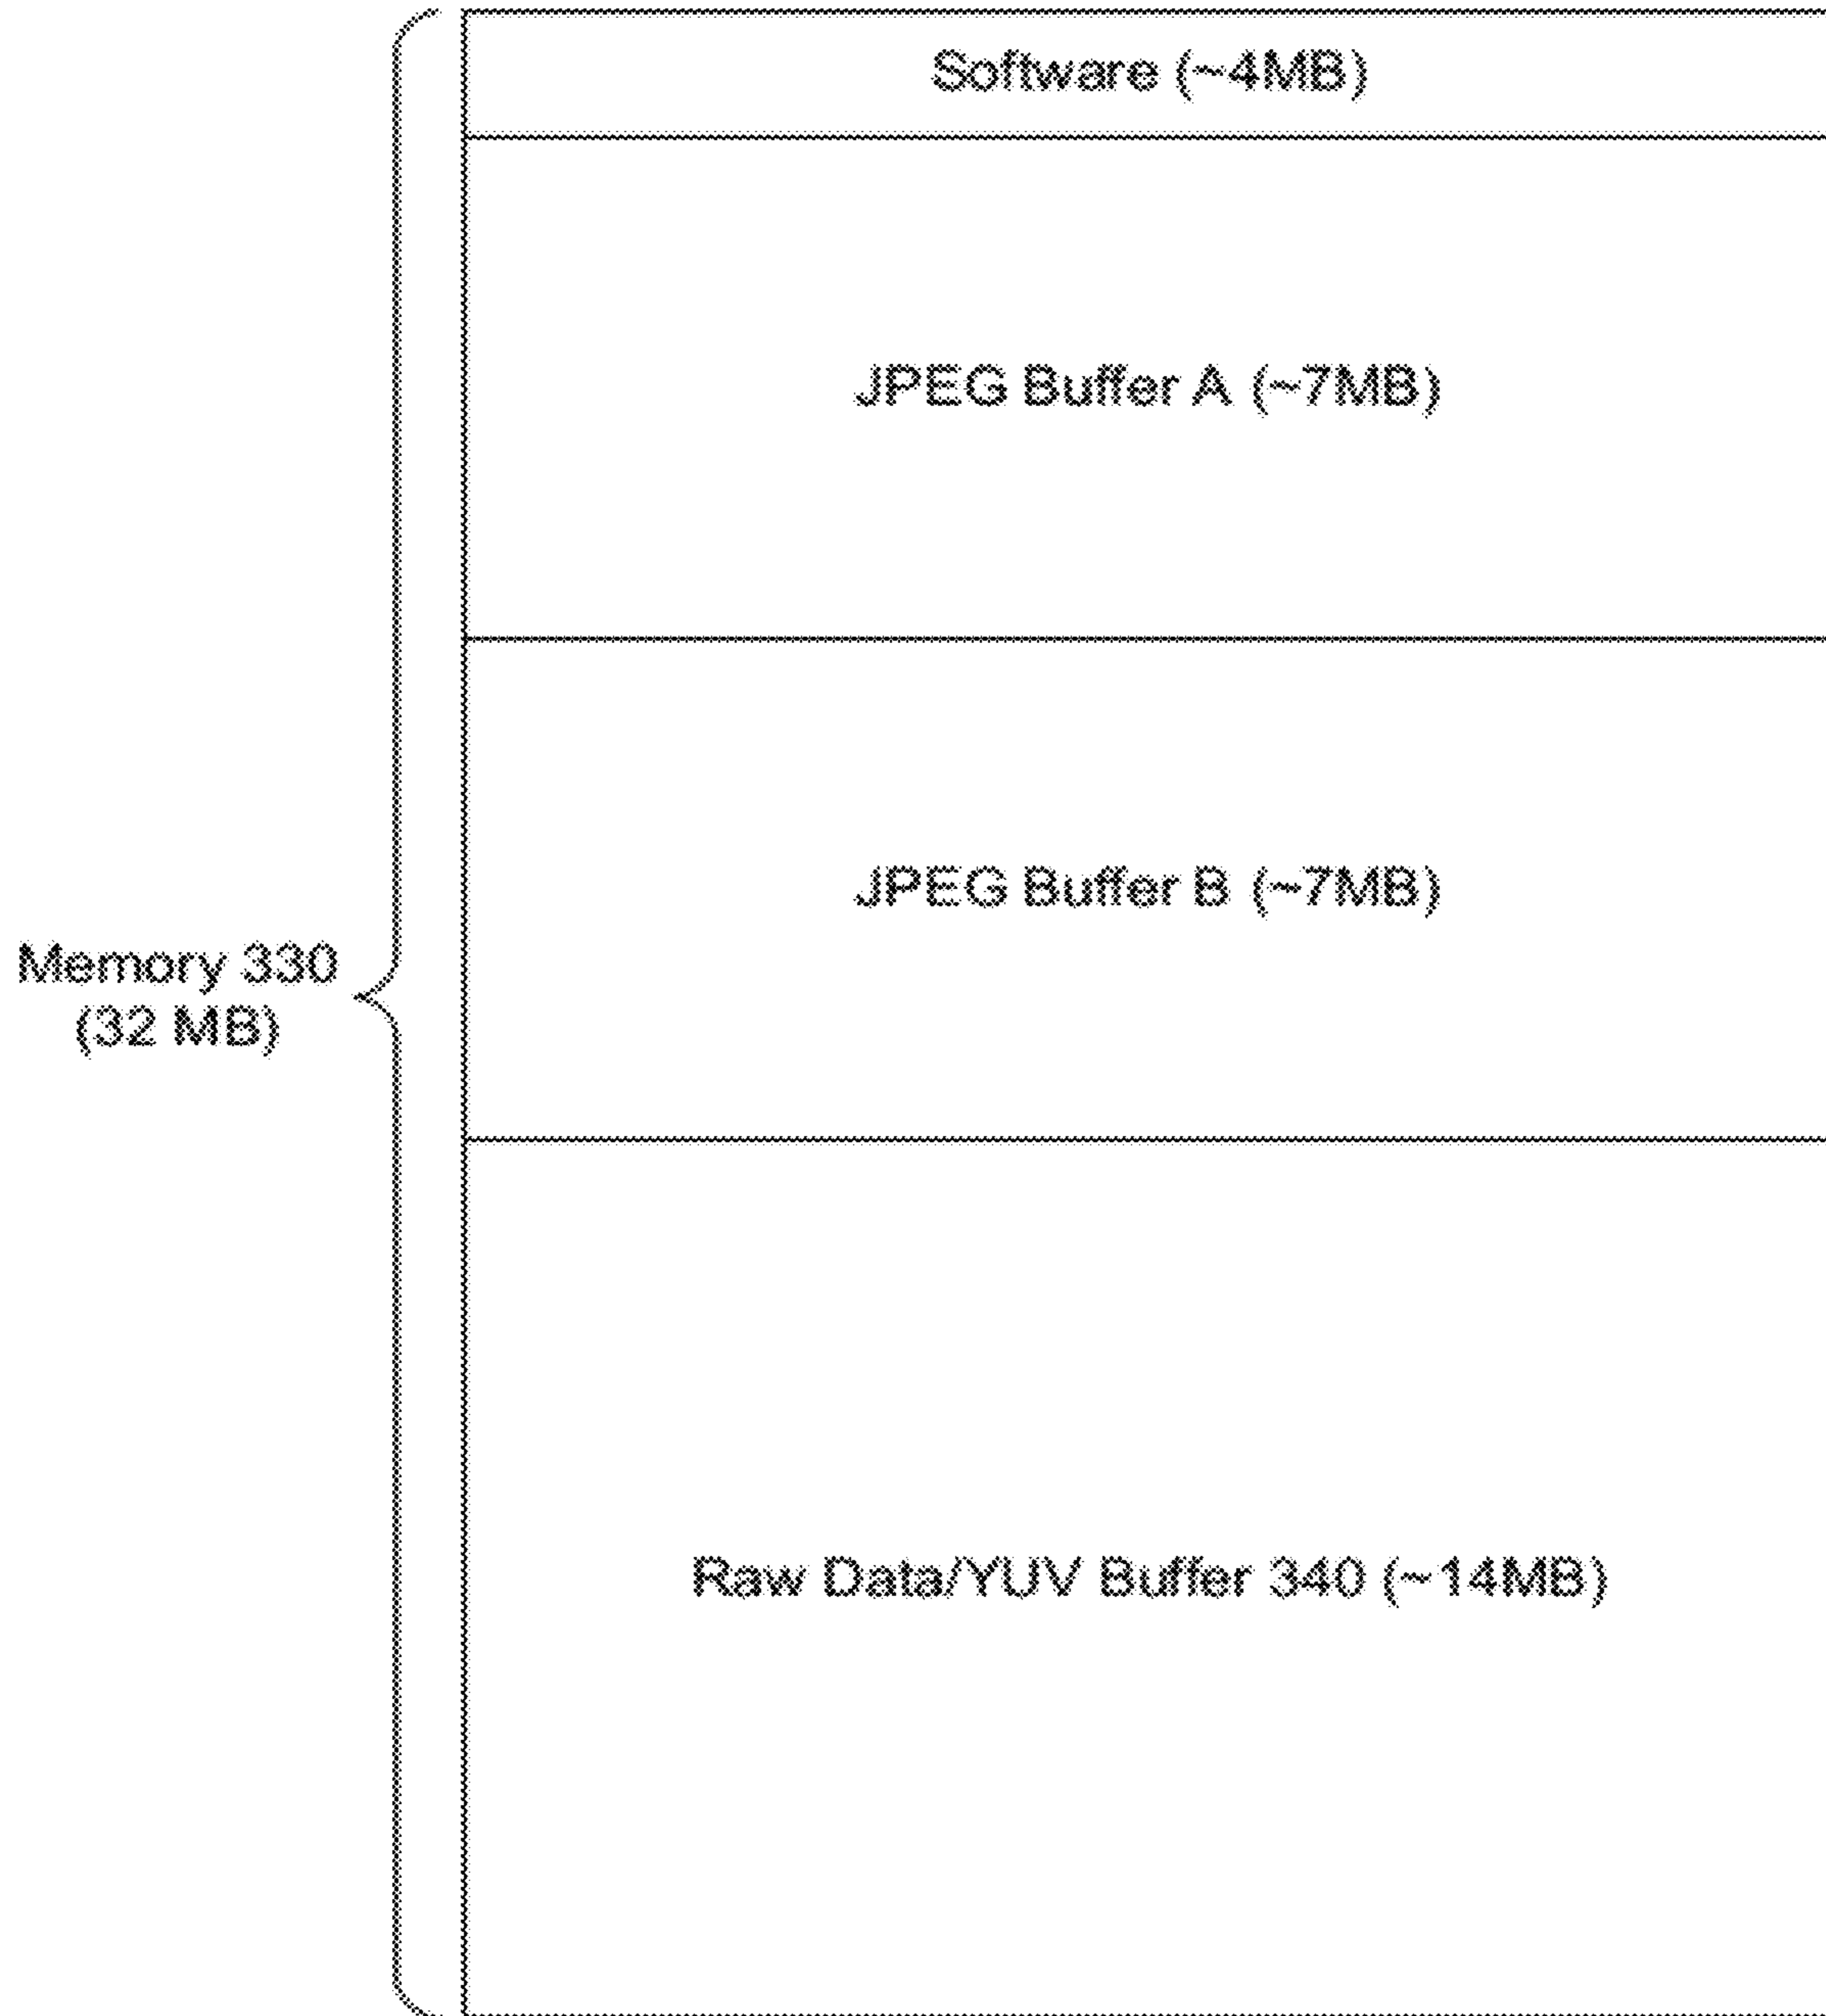 Software (~4MB)
JPEG Buffer A (~7MB)
JPEG Buffer B (~7MB)
Memory 330
(32 MB)
Raw Data/YUV Buffer 340 (~14MB)